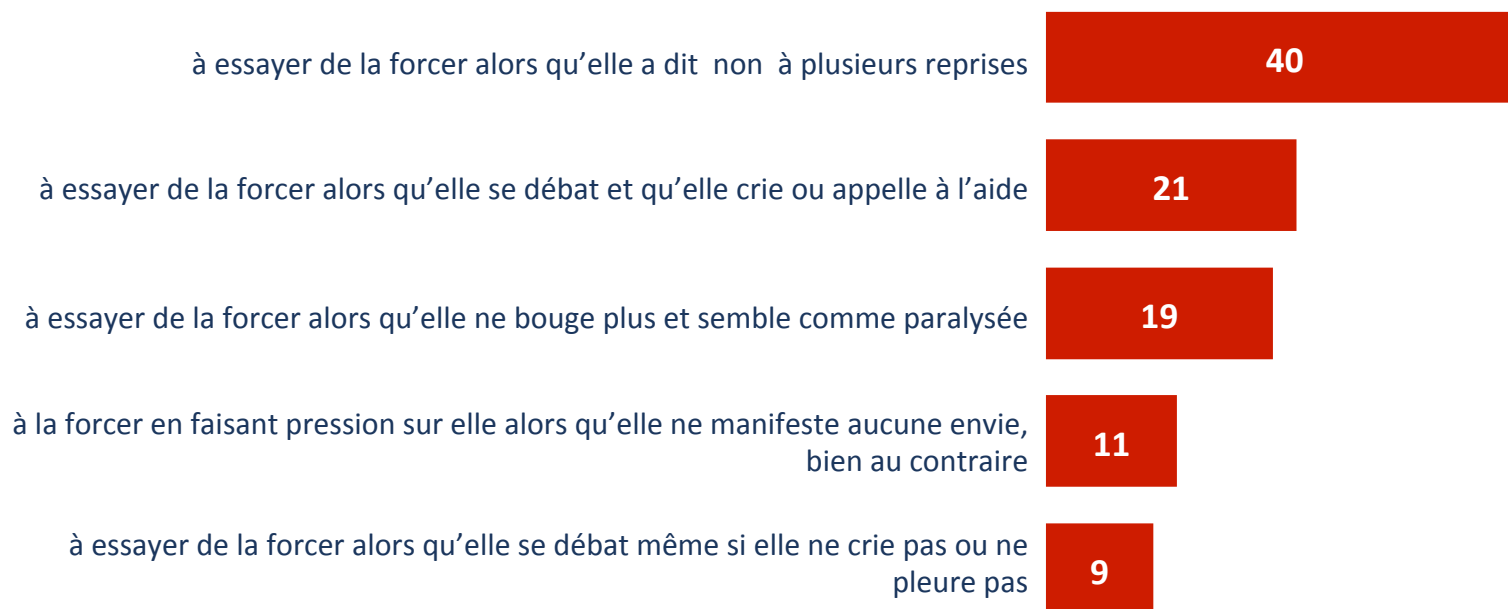 à essayer de la forcer alors qu’elle a dit  non  à plusieurs reprises
40
à essayer de la forcer alors qu’elle se débat et qu’elle crie ou appelle à l’aide
21
à essayer de la forcer alors qu’elle ne bouge plus et semble comme paralysée
19
à la forcer en faisant pression sur elle alors qu’elle ne manifeste aucune envie,
bien au contraire
11
à essayer de la forcer alors qu’elle se débat même si elle ne crie pas ou ne
pleure pas
9